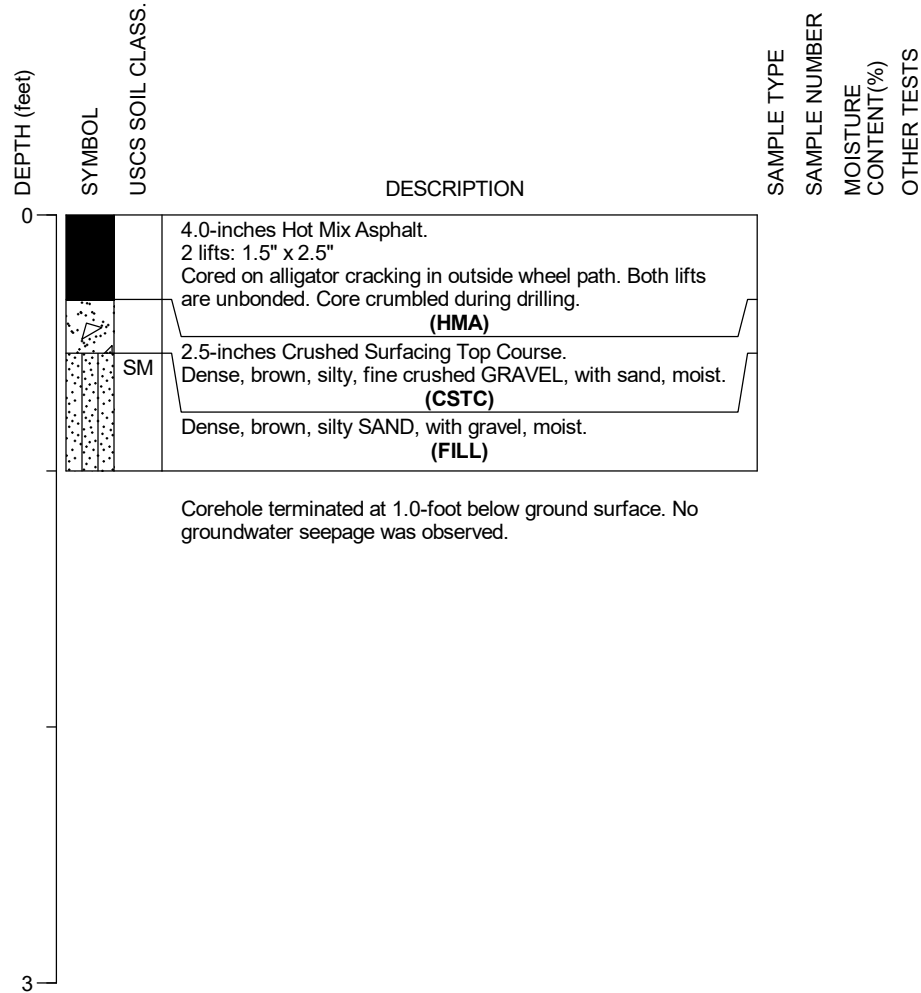 DEPTH (feet)
SYMBOL
USCS SOIL CLASS.
DESCRIPTION
SAMPLE TYPE
SAMPLE NUMBER
MOISTURE
CONTENT(%)
OTHER TESTS
0
4.0-inches Hot Mix Asphalt.
2 lifts: 1.5" x 2.5"
Cored on alligator cracking in outside wheel path. Both lifts
are unbonded. Core crumbled during drilling.
(HMA)
2.5-inches Crushed Surfacing Top Course.
SM
Dense, brown, silty, fine crushed GRAVEL, with sand, moist.
(CSTC)
Dense, brown, silty SAND, with gravel, moist.
(FILL)
Corehole terminated at 1.0-foot below ground surface. No
groundwater seepage was observed.
3